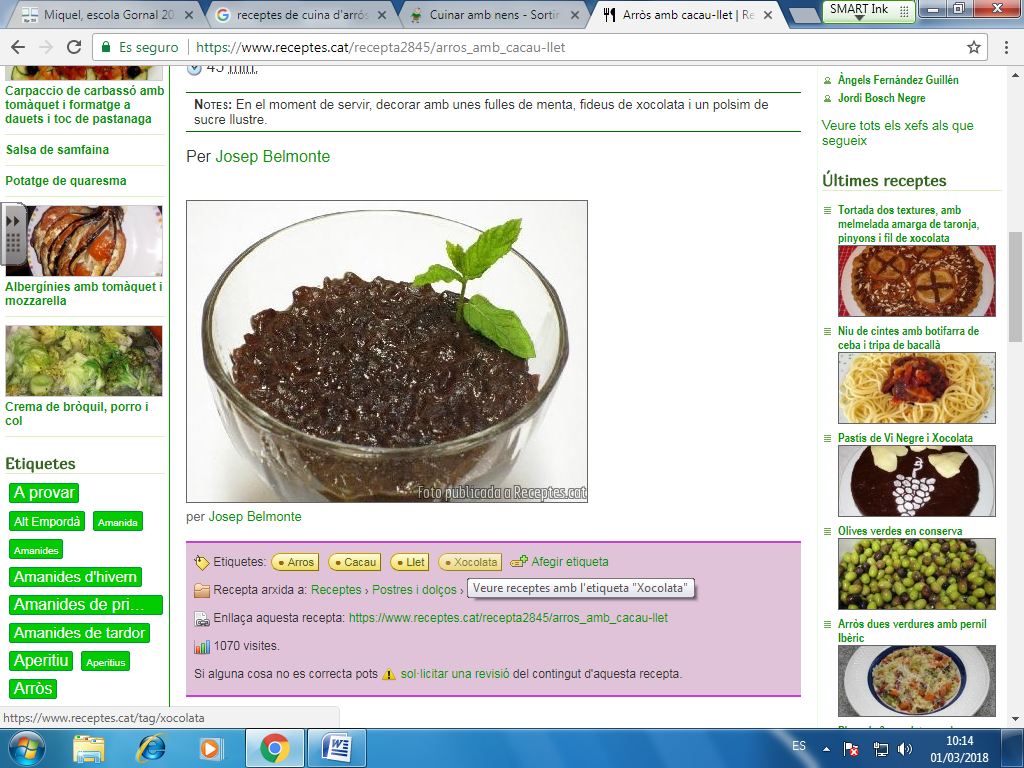 Miquel, escola Gornal 20
receptes de cuina d'arròs
Cuinar amb nens - Sortir
Arròs amb cacau-llet | Re
SMART Ink
Es seguro
https://www.receptes.cat/recepta2845/arros_amb_cacau-llet
Carpaccio de carbassó amb
tomàquet i formatge a
dauets i toc de pastanaga
Salsa de samfaina
Potatge de quaresma
Albergínies amb tomàquet i
mozzarella
Crema de bròquil, porro i
col
Etiquetes
A provar
Alt Empordà Amanida
Amanides
Amanides d'hivern
Amanides de pri...
Amanides de tardor
Aperitiu Aperitius
Arròs
45 min.
NOTES: En el moment de servir, decorar amb unes fulles de menta, fideus de xocolata i un polsim de
sucre llustre.
Per Josep Belmonte
Foto publicada a Receptes.cat
per Josep Belmonte
Etiquetes: Arros Cacau Llet Xocolata Afegir etiqueta
Recepta arxida a: Receptes › Postres i dolços ›
Veure receptes amb l'etiqueta "Xocolata"
Enllaça aquesta recepta: https://www.receptes.cat/recepta2845/arros_amb_cacau-llet
1070 visites.
Si alguna cosa no es correcta pots sol·licitar una revisió del contingut d'aquesta recepta.
Àngels Fernàndez Guillén
Jordi Bosch Negre
Veure tots els xefs als que
segueix
Últimes receptes
Tortada dos textures, amb
melmelada amarga de taronja,
pinyons i fil de xocolata
Niu de cintes amb botifarra de
ceba i tripa de bacallà
Pastís de Vi Negre i Xocolata
Olives verdes en conserva
Arròs dues verdures amb pernil
Ibèric
https://www.receptes.cat/tag/xocolata
ES
10:14
01/03/2018